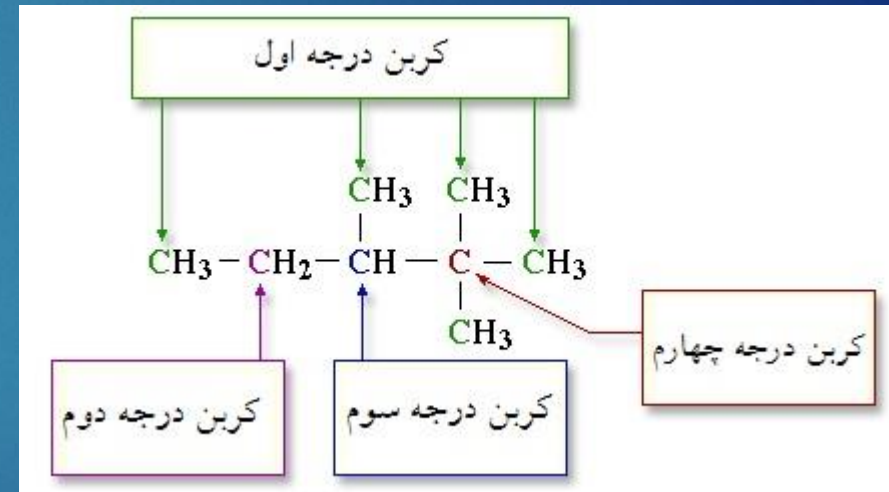 کربن درجه اول
CH3 CH3
CH3-CH2-CH-C-CH3
CH3
کربن درجه چهارم
کربن درجه سوم
کربن درجه دوم